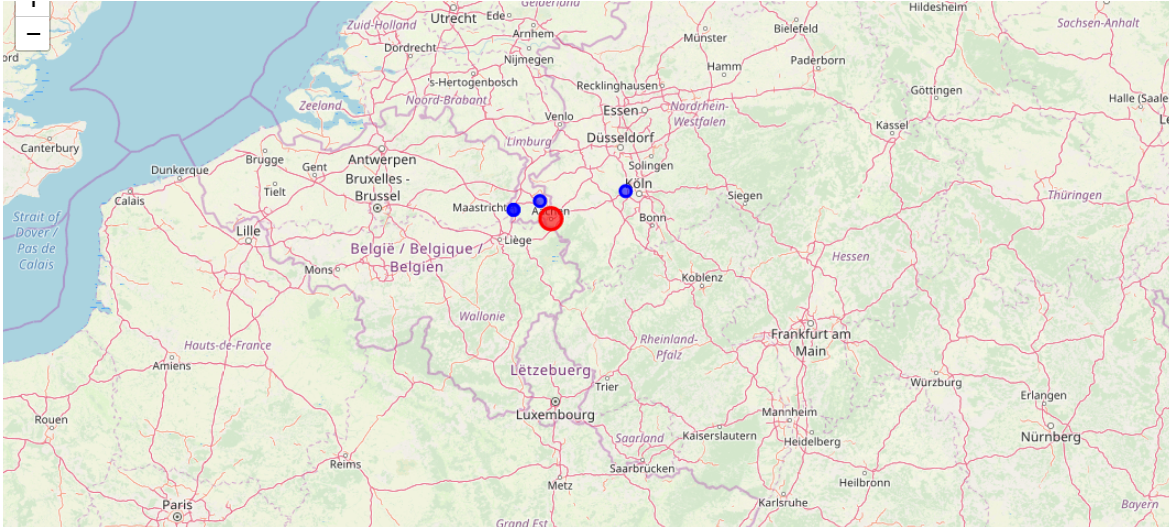 +
−
Utrecht
Ede
Gelderland
Hildesheim
Zuid-Holland
Arnhem
Bielefeld
Sachsen-Anhalt
Münster
Dordrecht
Nijmegen
Paderborn
ord
Hamm
's-Hertogenbosch
Recklinghausen
Göttingen
Zeeland
Noord-Brabant
Halle (Saale
Essen
Nordrhein-
Westfalen
Venlo
Le
Kassel
Canterbury
Limburg
Düsseldorf
Brugge
Antwerpen
Solingen
Gent
Dunkerque
Bruxelles -
Brussel
Köln
Tielt
Siegen
Thüringen
Calais
Maastricht
Aachen
Strait of
Dover /
Pas de
Calais
Bonn
Lille
Liège
België / Belgique /
Belgien
Hessen
Mons
Koblenz
Wallonie
Frankfurt am
Main
Hauts-de-France
Rheinland-
Pfalz
Amiens
Lëtzebuerg
Trier
Würzburg
Erlangen
Luxembourg
Mannheim
Rouen
Saarland
Kaiserslautern
Heidelberg
Nürnberg
Reims
Saarbrücken
Heilbronn
Metz
Paris
Karlsruhe
Bayern
Grand Est